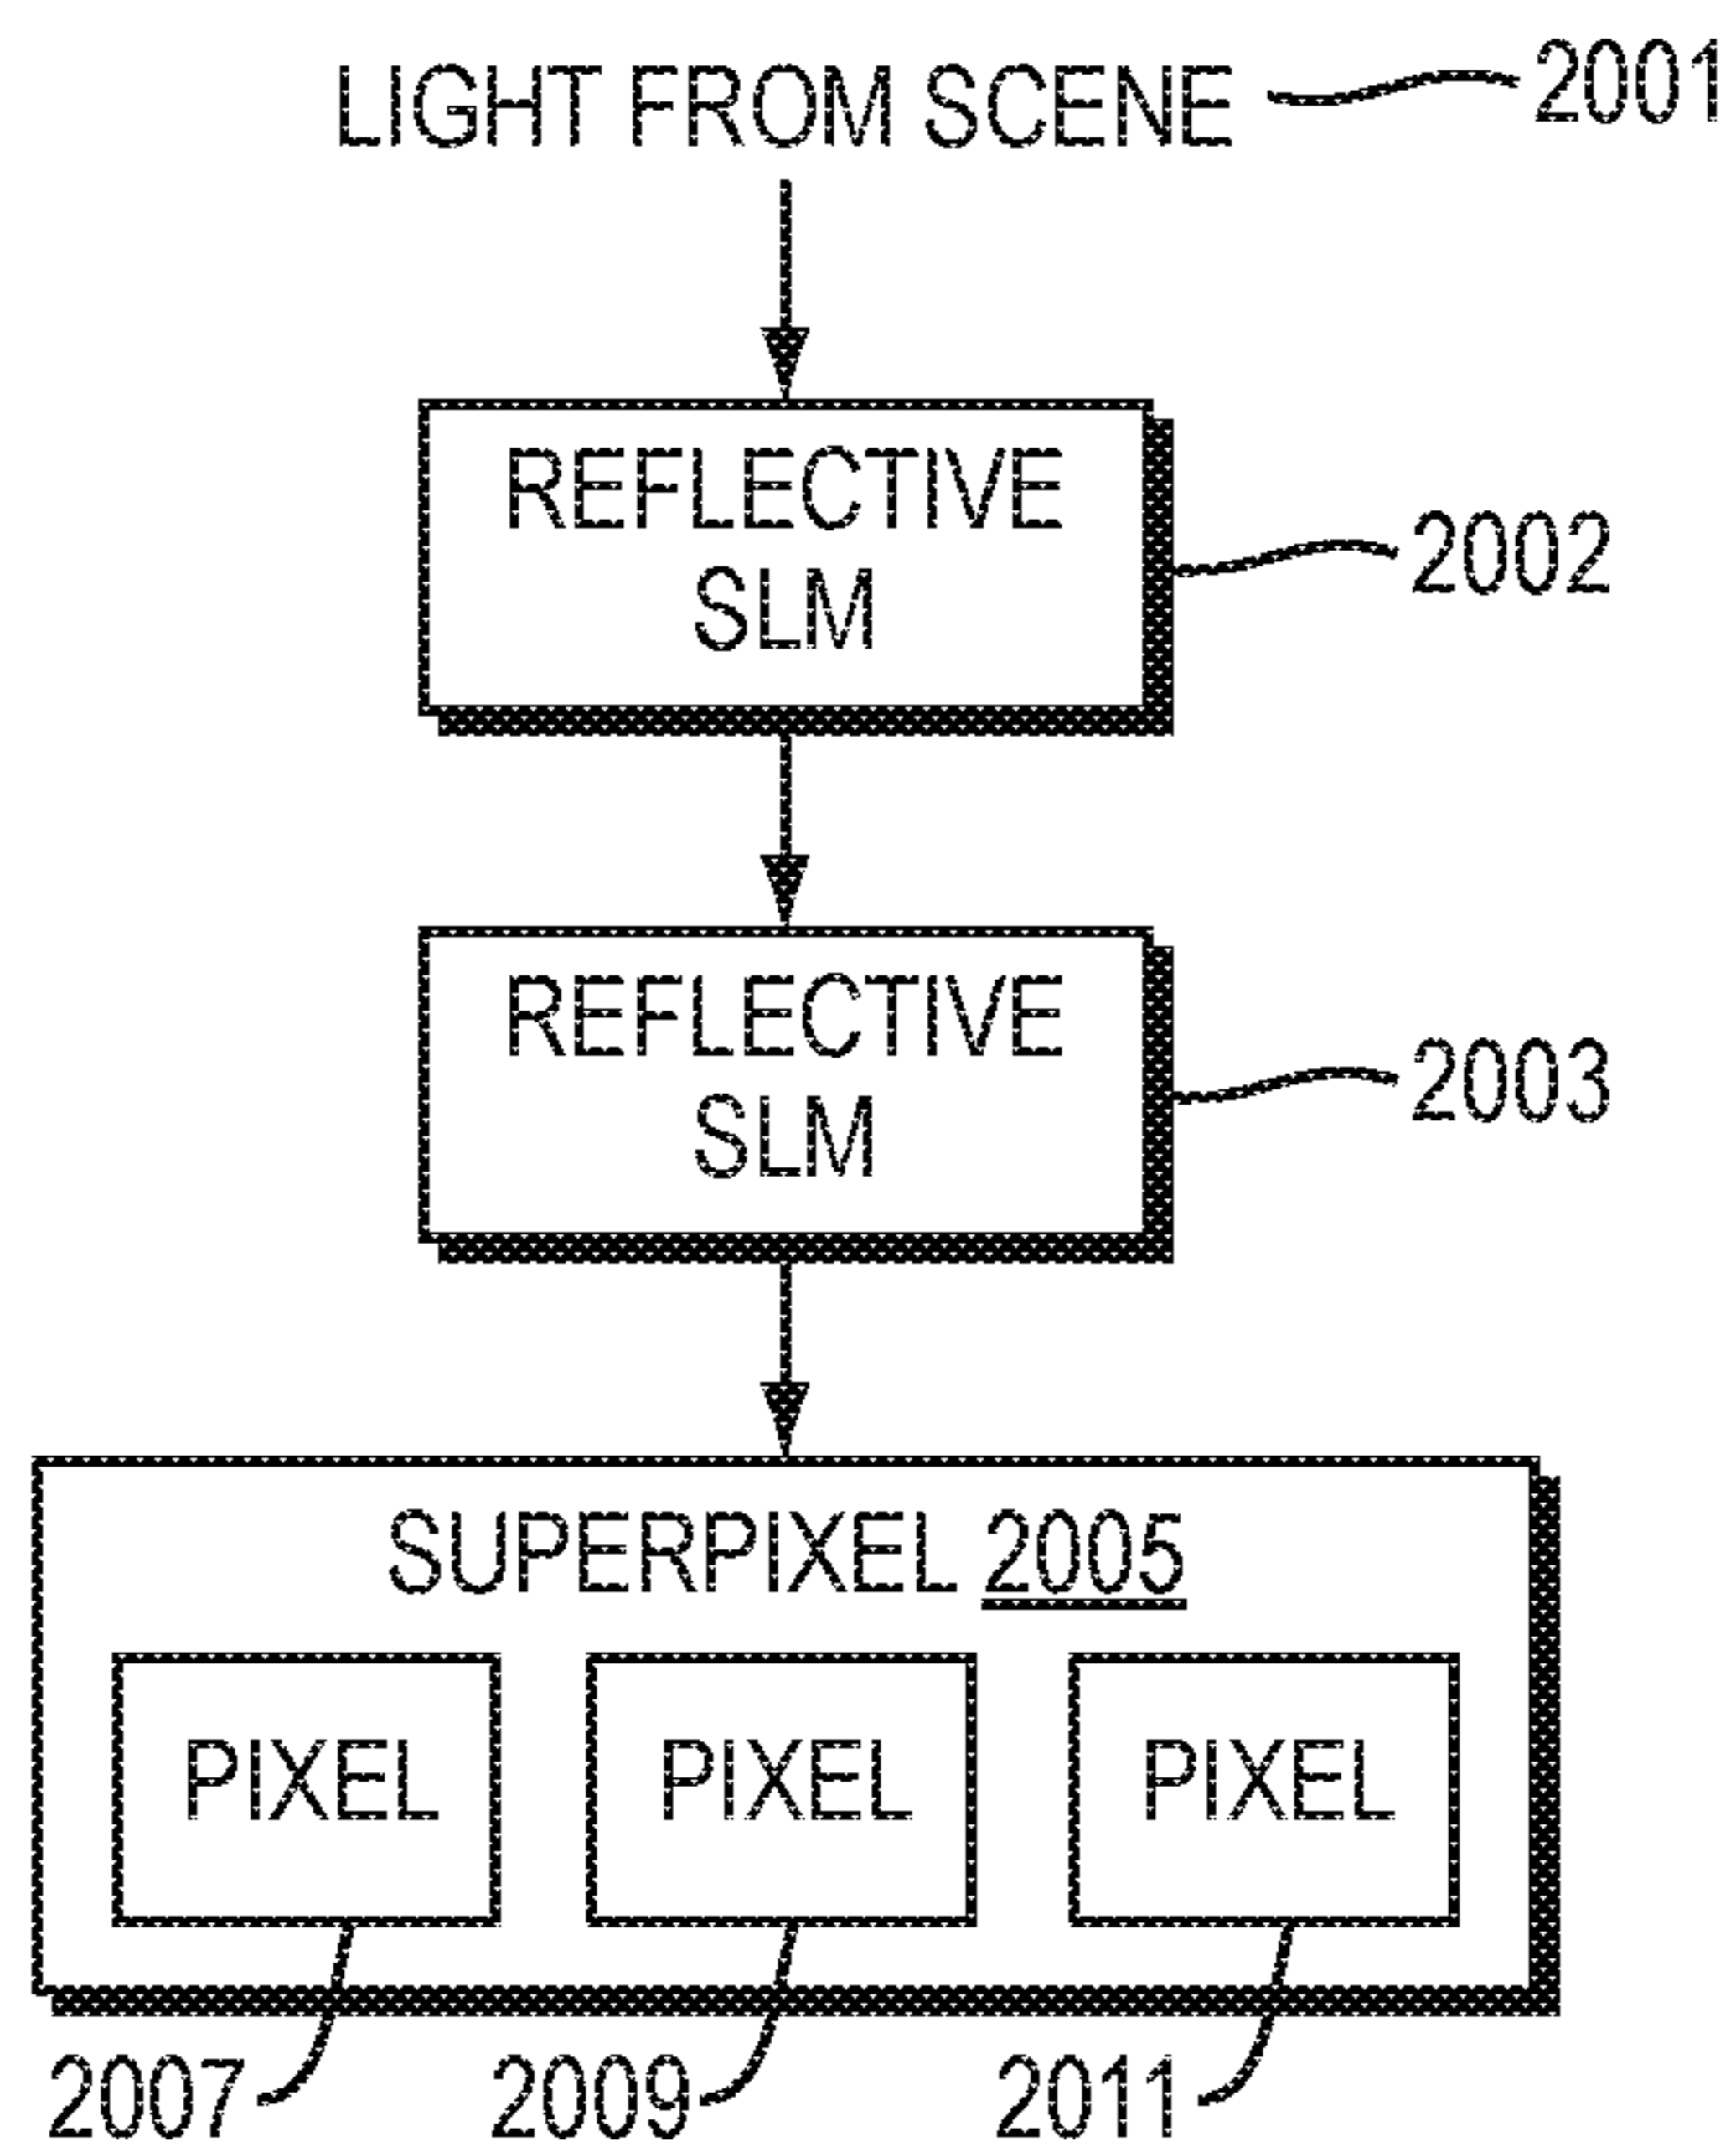 LIGHT FROM SCENE 2001
REFLECTIVE
SLM
2002
REFLECTIVE
SLM
2003
SUPERPIXEL 2005
PIXEL PIXEL PIXEL
2007 2009 2011